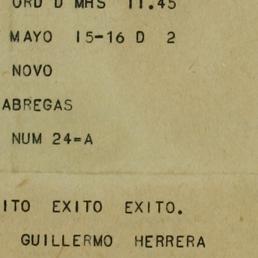 ORD D MHS 11.45
MAYO 15-16 D 2
NOVO
ABREGAS
NUM 24=A
ITO EXITO EXITO.
GUILLERMO HERRERA